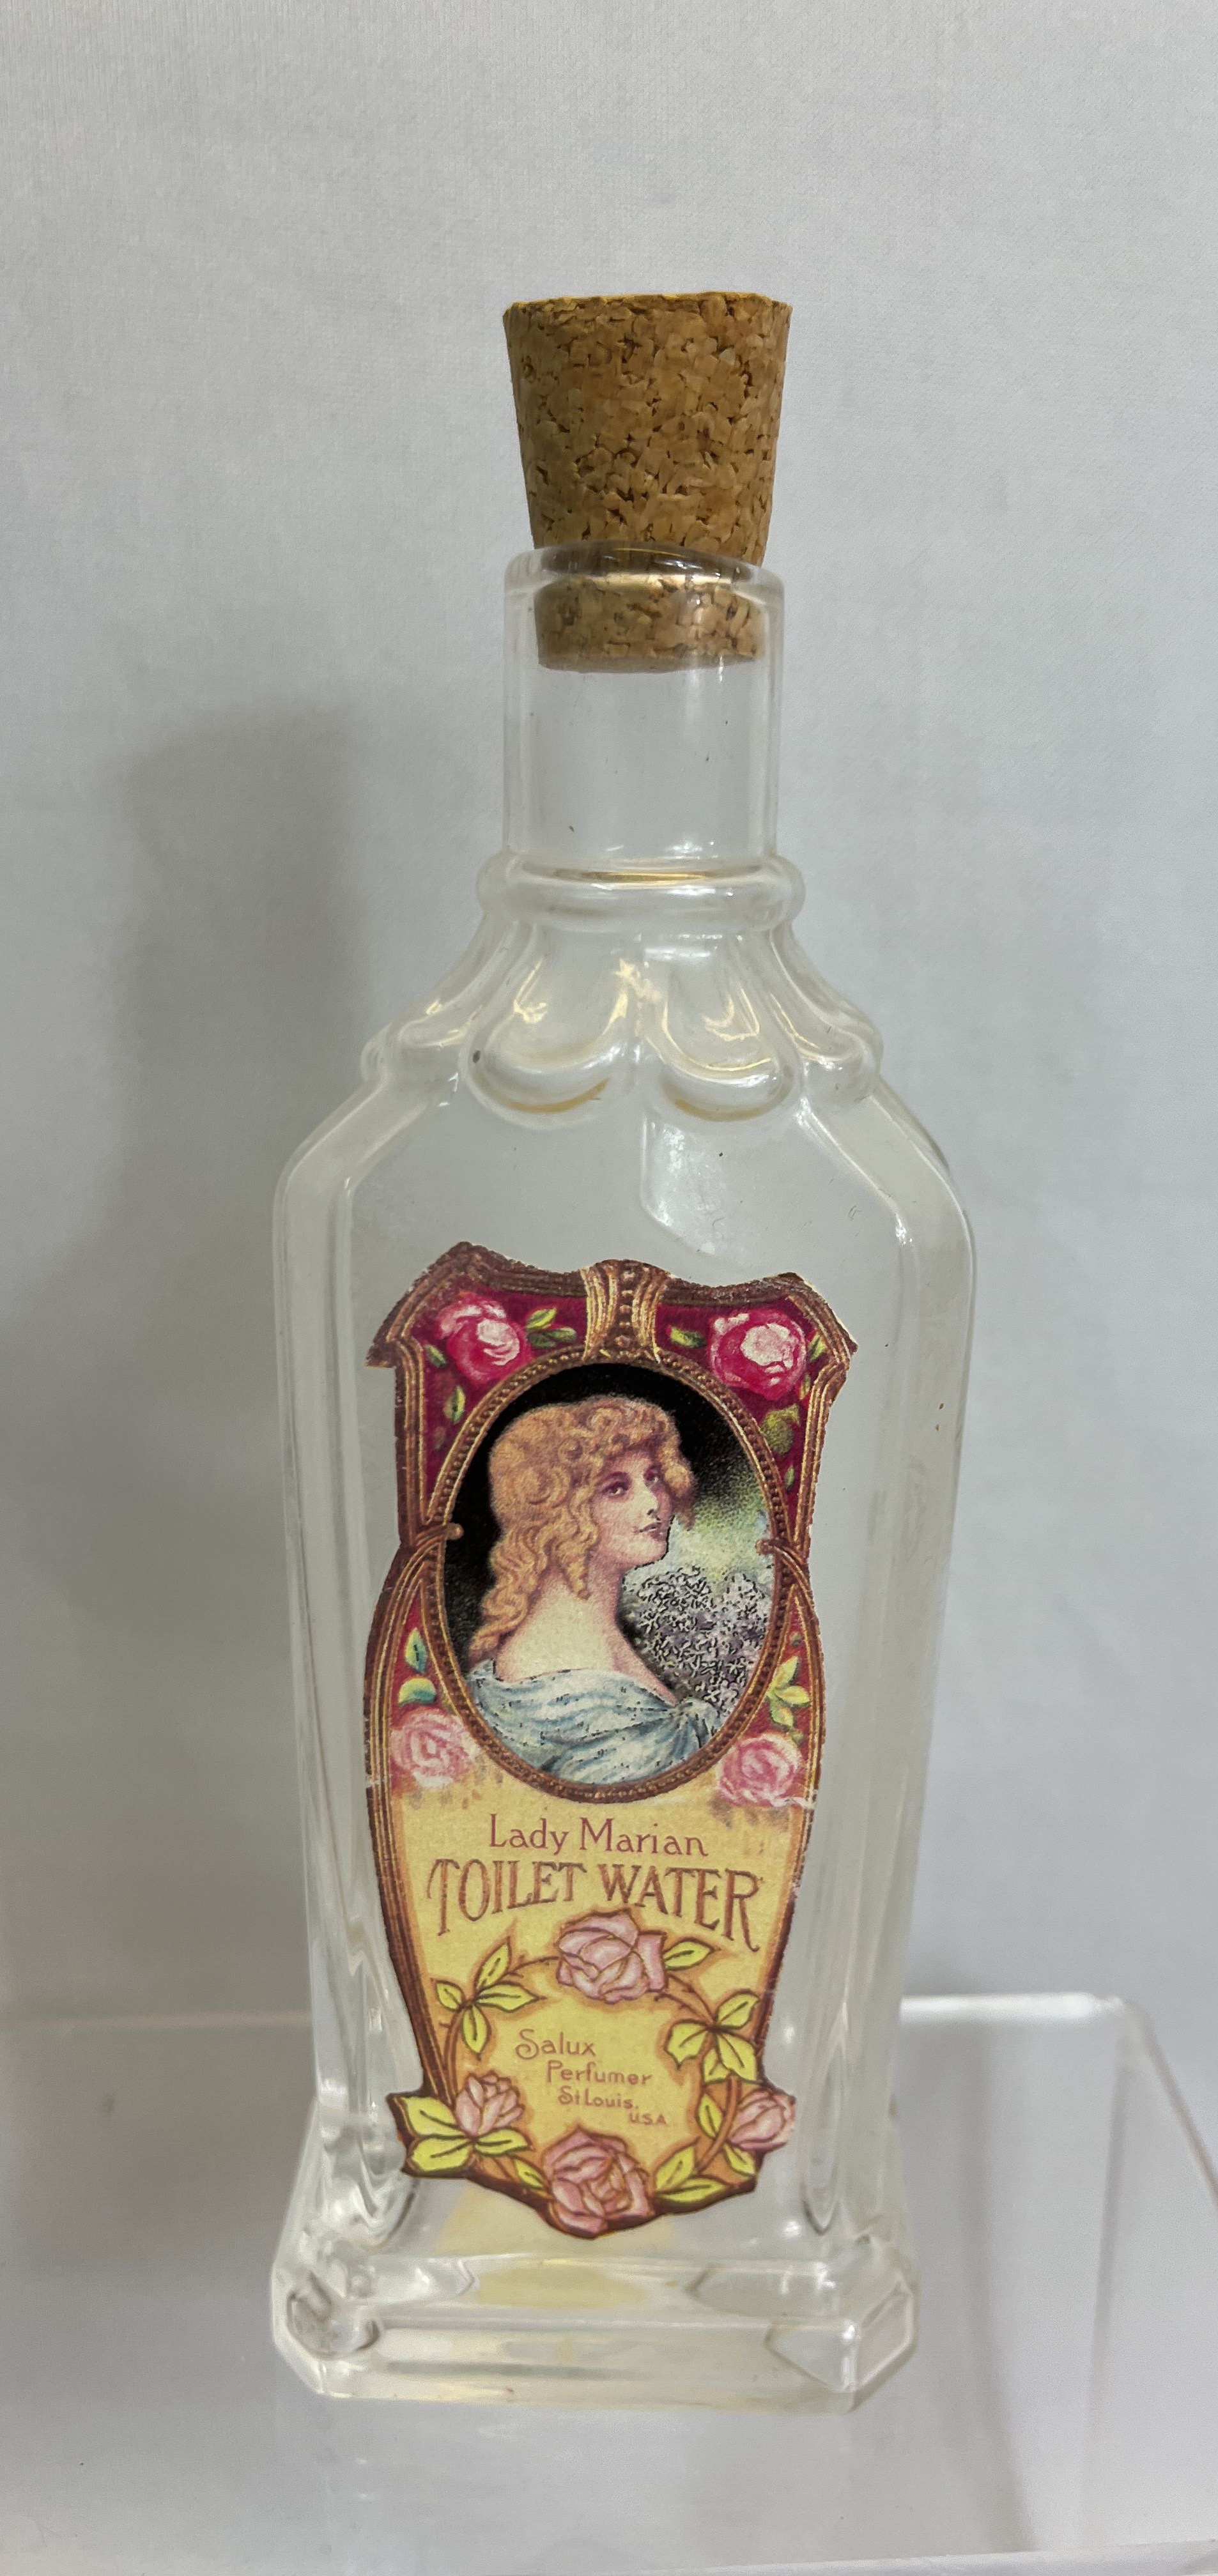 Lady Marian
TOILET WATER
Salux
Perfumer
St Louis,
U.S.A